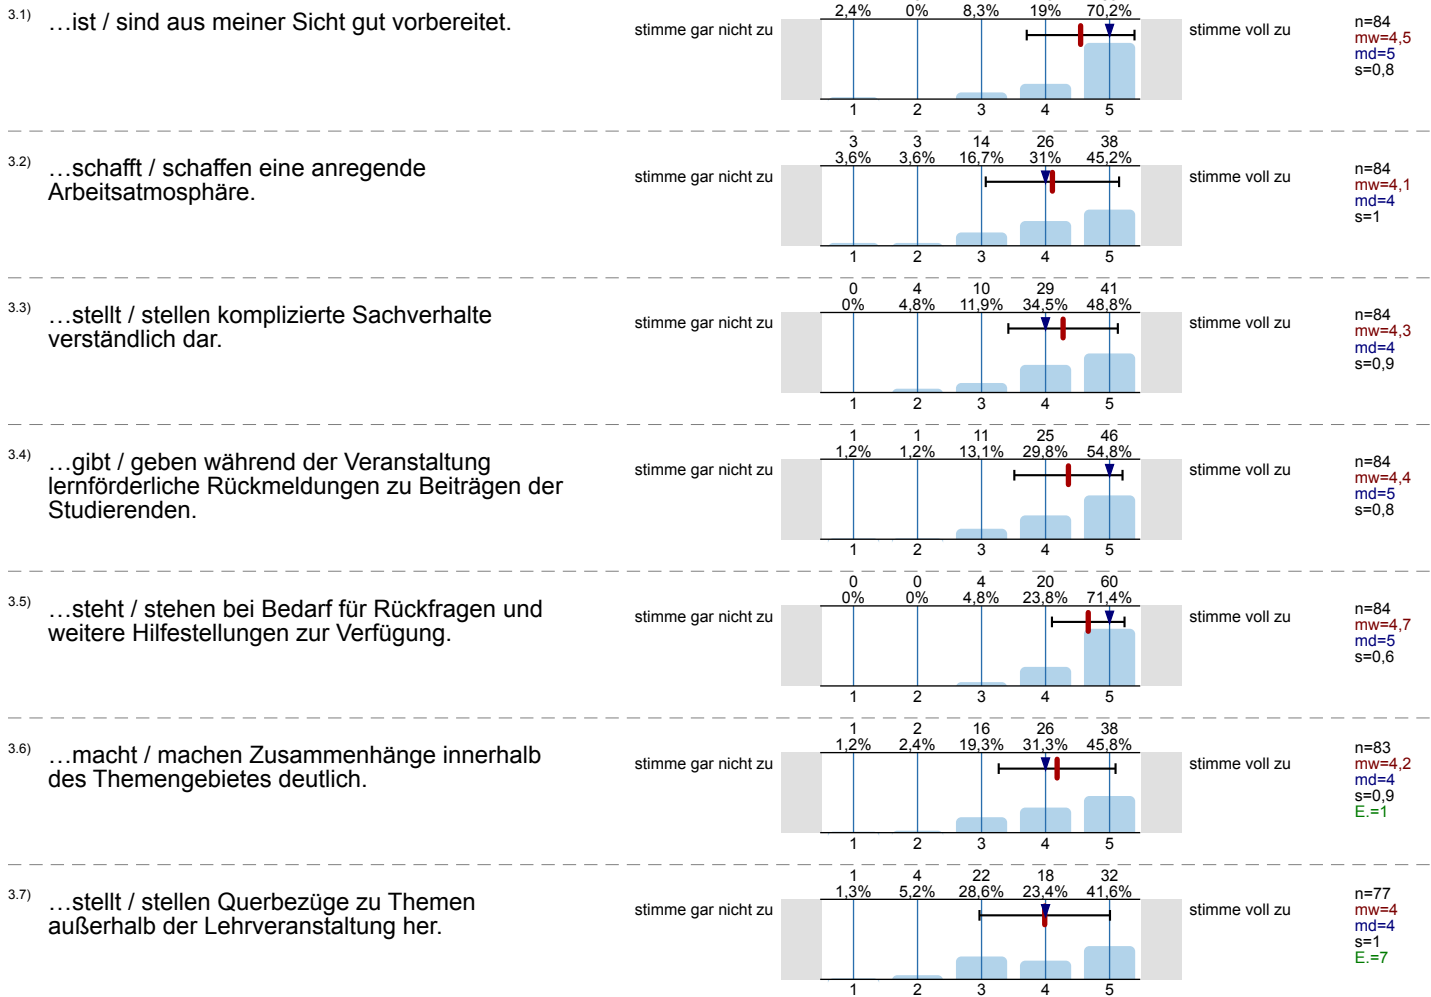 2,4% 0% 8,3% 19% 70,2%
3.1) …ist / sind aus meiner Sicht gut vorbereitet.
stimme gar nicht zu
stimme voll zu
n=84
mw=4,5
md=5
s=0,8
1 2 3 4 5
3 3 14 26 38
3,6% 3,6% 16,7% 31% 45,2%
3.2) …schafft / schaffen eine anregende
Arbeitsatmosphäre.
stimme gar nicht zu
stimme voll zu
n=84
mw=4,1
md=4
s=1
1 2 3 4 5
0 4 10 29 41
0% 4,8% 11,9% 34,5% 48,8%
3.3) …stellt / stellen komplizierte Sachverhalte
verständlich dar.
stimme gar nicht zu
stimme voll zu
n=84
mw=4,3
md=4
s=0,9
1 2 3 4 5
1 1 11 25 46
1,2% 1,2% 13,1% 29,8% 54,8%
3.4) …gibt / geben während der Veranstaltung
lernförderliche Rückmeldungen zu Beiträgen der
Studierenden.
stimme gar nicht zu
stimme voll zu
n=84
mw=4,4
md=5
s=0,8
1 2 3 4 5
0 0 4 20 60
0% 0% 4,8% 23,8% 71,4%
3.5) …steht / stehen bei Bedarf für Rückfragen und
weitere Hilfestellungen zur Verfügung.
stimme gar nicht zu
stimme voll zu
n=84
mw=4,7
md=5
s=0,6
1 2 3 4 5
1 2 16 26 38
1,2% 2,4% 19,3% 31,3% 45,8%
3.6) …macht / machen Zusammenhänge innerhalb
des Themengebietes deutlich.
stimme gar nicht zu
stimme voll zu
n=83
mw=4,2
md=4
s=0,9
E.=1
1 2 3 4 5
1 4 22 18 32
1,3% 5,2% 28,6% 23,4% 41,6%
3.7) …stellt / stellen Querbezüge zu Themen
außerhalb der Lehrveranstaltung her.
stimme gar nicht zu
stimme voll zu
n=77
mw=4
md=4
s=1
E.=7
1 2 3 4 5